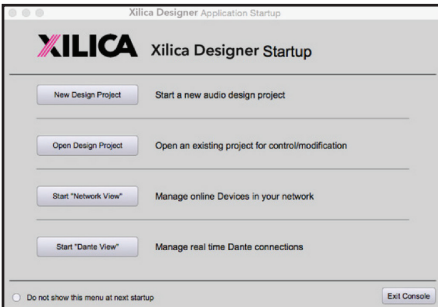 Xilica Designer Application Startup
XILICA Xilica Designer Startup
New Design Project Start a new audio design project
Open Design Project Open an existing project for control/modification
Start "Network View" Manage online Devices in your network
Start "Dante View" Manage real time Dante connections
Do not show this menu at next startup Exit Console